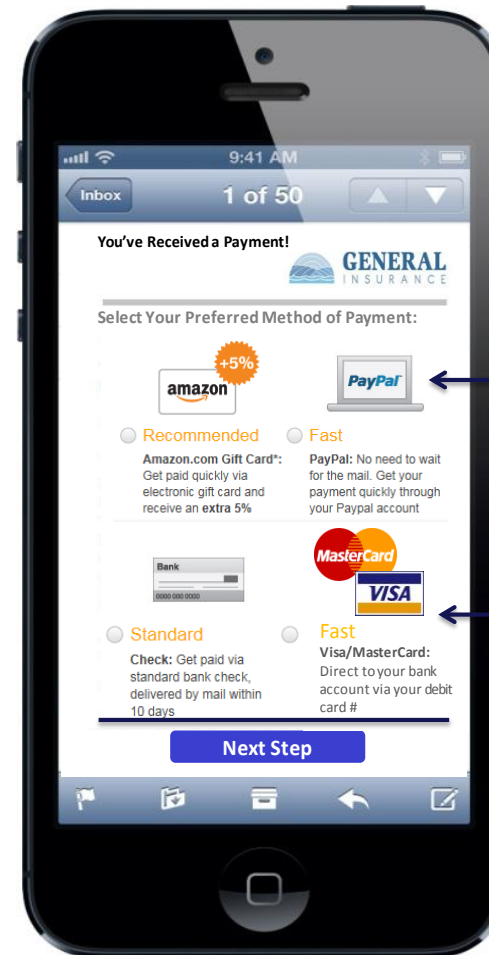 9:41 AM
Inbox
1 of 50
You've Received a Payment!
GENERAL
INSURANCE
Select Your Preferred Method of Payment:
+5%
amazon
PayPal
Recommended
Amazon.com Gift Card*:
Get paid quickly via
electronic gift card and
receive an extra 5%
Fast
PayPal: No need to wait
for the mail. Get your
payment quickly through
your Paypal account
Bank
0000 000 0000
MasterCard
VISA
Standard
Check: Get paid via
standard bank check,
delivered by mail within
10 days
Fast
Visa/MasterCard:
Direct to your bank
account via your debit
card #
Next Step